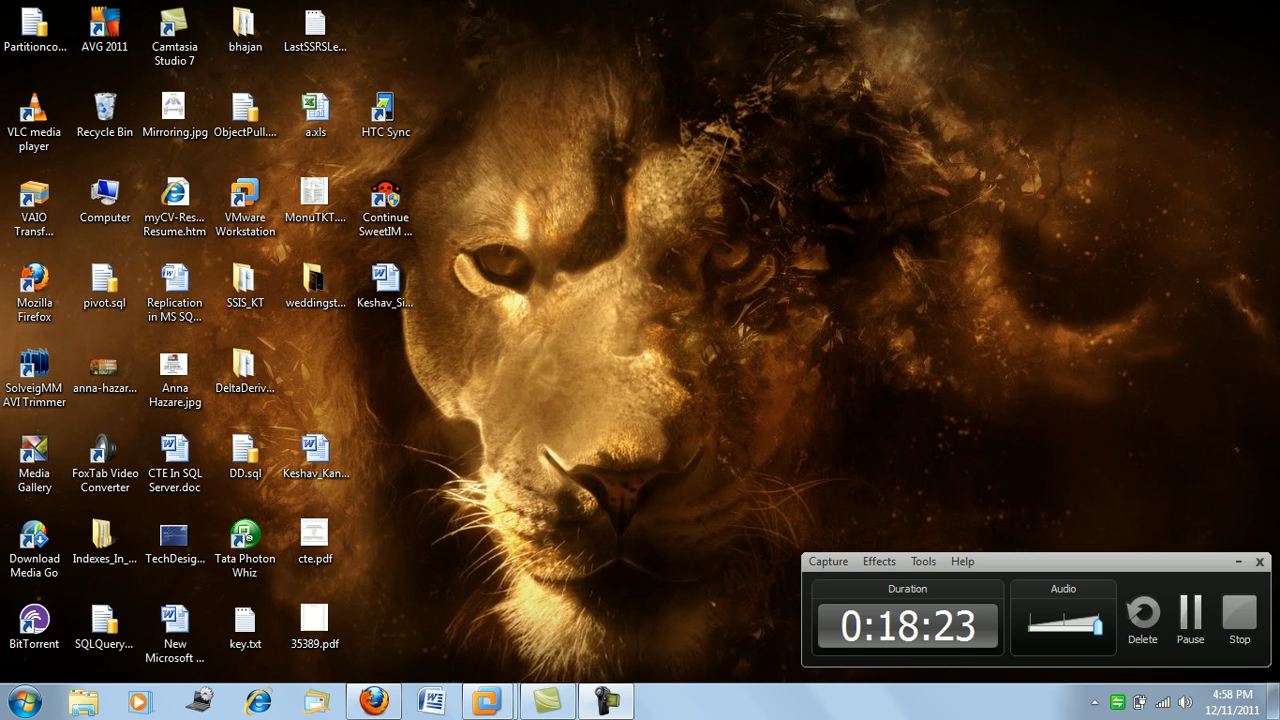 Partitionco...
AVG 2011
Camtasia
Studio 7
bhajan
LastSSRSLe...
VLC media
player
Recycle Bin
Mirroring.jpg
ObjectPull....
a.xls
HTC Sync
VAIO
Transf...
Computer
myCV-Res...
Resume.htm
VMware
Workstation
MonuTKT....
Continue
SweetIM ...
Mozilla
Firefox
pivot.sql
Replication
in MS SQ...
SSIS_KT
weddingst...
Keshav_Si...
SolveigMM
AVI Trimmer
anna-hazar...
Anna
Hazare.jpg
DeltaDeriv...
Media
Gallery
FoxTab Video
Converter
CTE In SQL
Server.doc
DD.sql
Keshav_Kan...
Download
Media Go
Indexes_In_...
TechDesig...
Tata Photon
Whiz
cte.pdf
BitTorrent
SQLQuery...
New
Microsoft ...
key.txt
35389.pdf
Capture Effects Tools Help
Duration
0:18:23
Audio
Delete
Pause
Stop
4:58 PM
12/11/2011